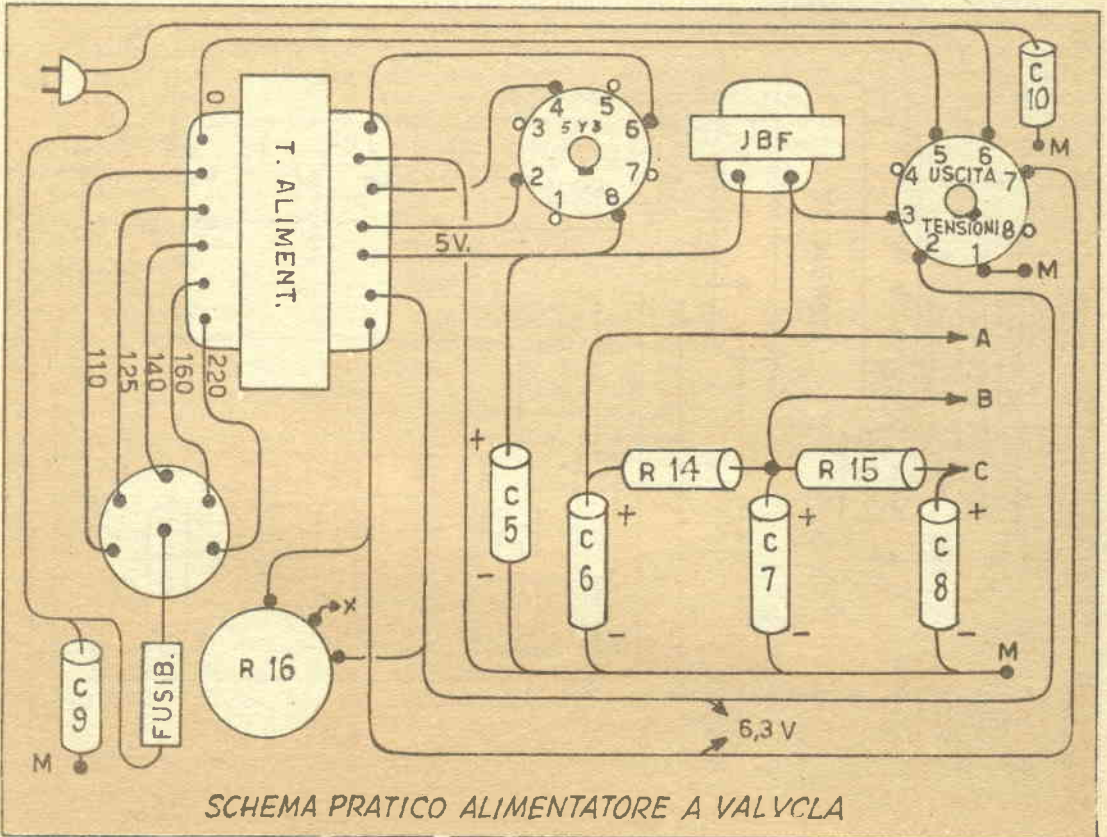 C
10
M
0
T. ALIMENT.
4
5
3
5Y3
6
2
7
1
8
JBF
5
6
4
USCITA
7
3
TENSIONI
8
2
1
M
5V.
110
125
140
160
220
A
B
+
R 14
R 15
C
C
5
-
C
6
+
-
C
7
+
-
C
8
+
-
X
R 16
M
C
9
FUSIB.
6,3 V
M
SCHEMA PRATICO ALIMENTATORE A VALVCLA